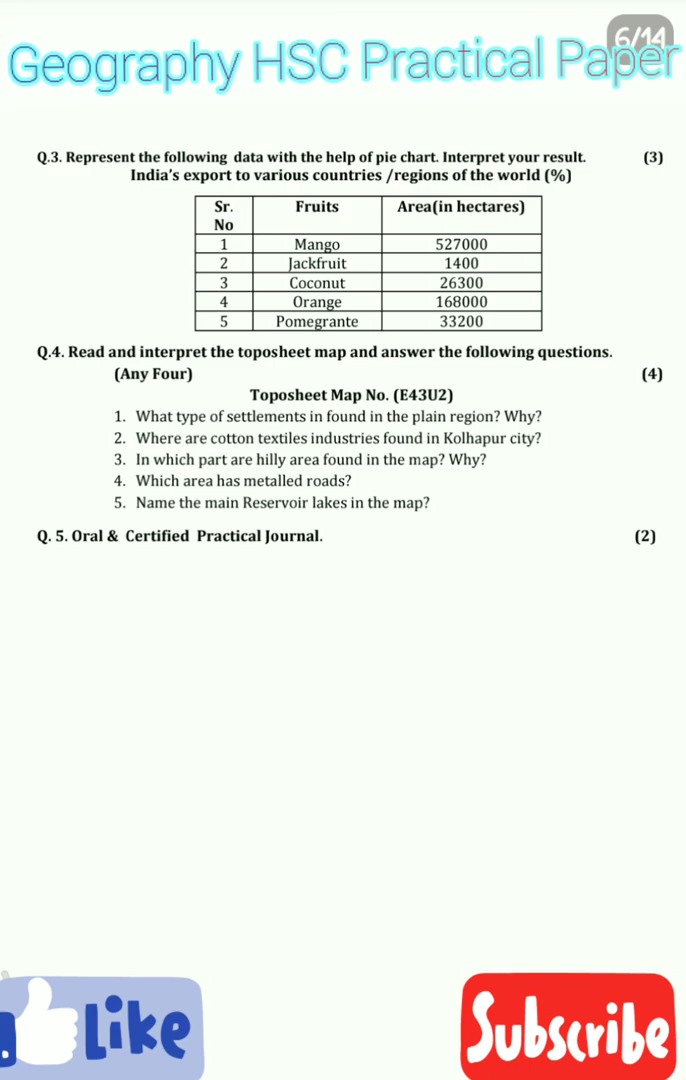 6/14
Geography HSC Practical Paper
Q.3. Represent the following data with the help of pie chart. Interpret your result. (3)
India's export to various countries /regions of the world (%)
Sr. No Fruits Area(in hectares)
1 Mango 527000
2 Jackfruit 1400
3 Coconut 26300
4 Orange 168000
5 Pomegrante 33200
Q.4. Read and interpret the toposheet map and answer the following questions.
(Any Four) (4)
Toposheet Map No. (E43U2)
1. What type of settlements in found in the plain region? Why?
2. Where are cotton textiles industries found in Kolhapur city?
3. In which part are hilly area found in the map? Why?
4. Which area has metalled roads?
5. Name the main Reservoir lakes in the map?
Q. 5. Oral & Certified Practical Journal. (2)
Like
Subscribe